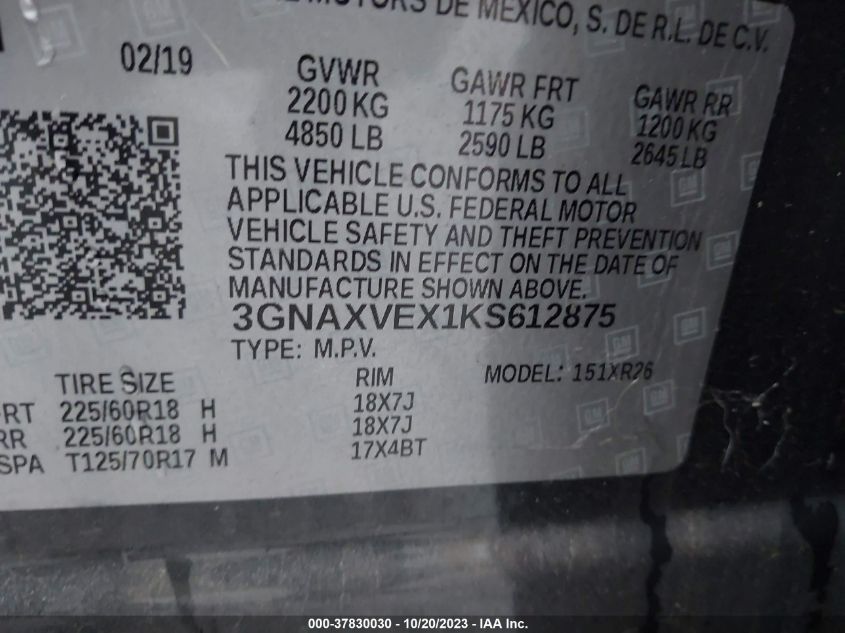 MOTORS DE MEXICO, S. DE R.L. DE C.V.
02/19 GVWR GAWR FRT GAWR RR
2200 KG 1175 KG 1200 KG
4850 LB 2590 LB 2645 LB
THIS VEHICLE CONFORMS TO ALL
APPLICABLE U.S. FEDERAL MOTOR
VEHICLE SAFETY AND THEFT PREVENTION
STANDARDS IN EFFECT ON THE DATE OF
MANUFACTURE SHOWN ABOVE.
3GNAXVEX1KS612875
TYPE: M.P.V.
TIRE SIZE RIM MODEL: 151XR26
FRT 225/60R18 H 18X7J
RR 225/60R18 H 18X7J
SPA T125/70R17 M 17X4BT
000-37830030 - 10/20/2023 - IAA Inc.